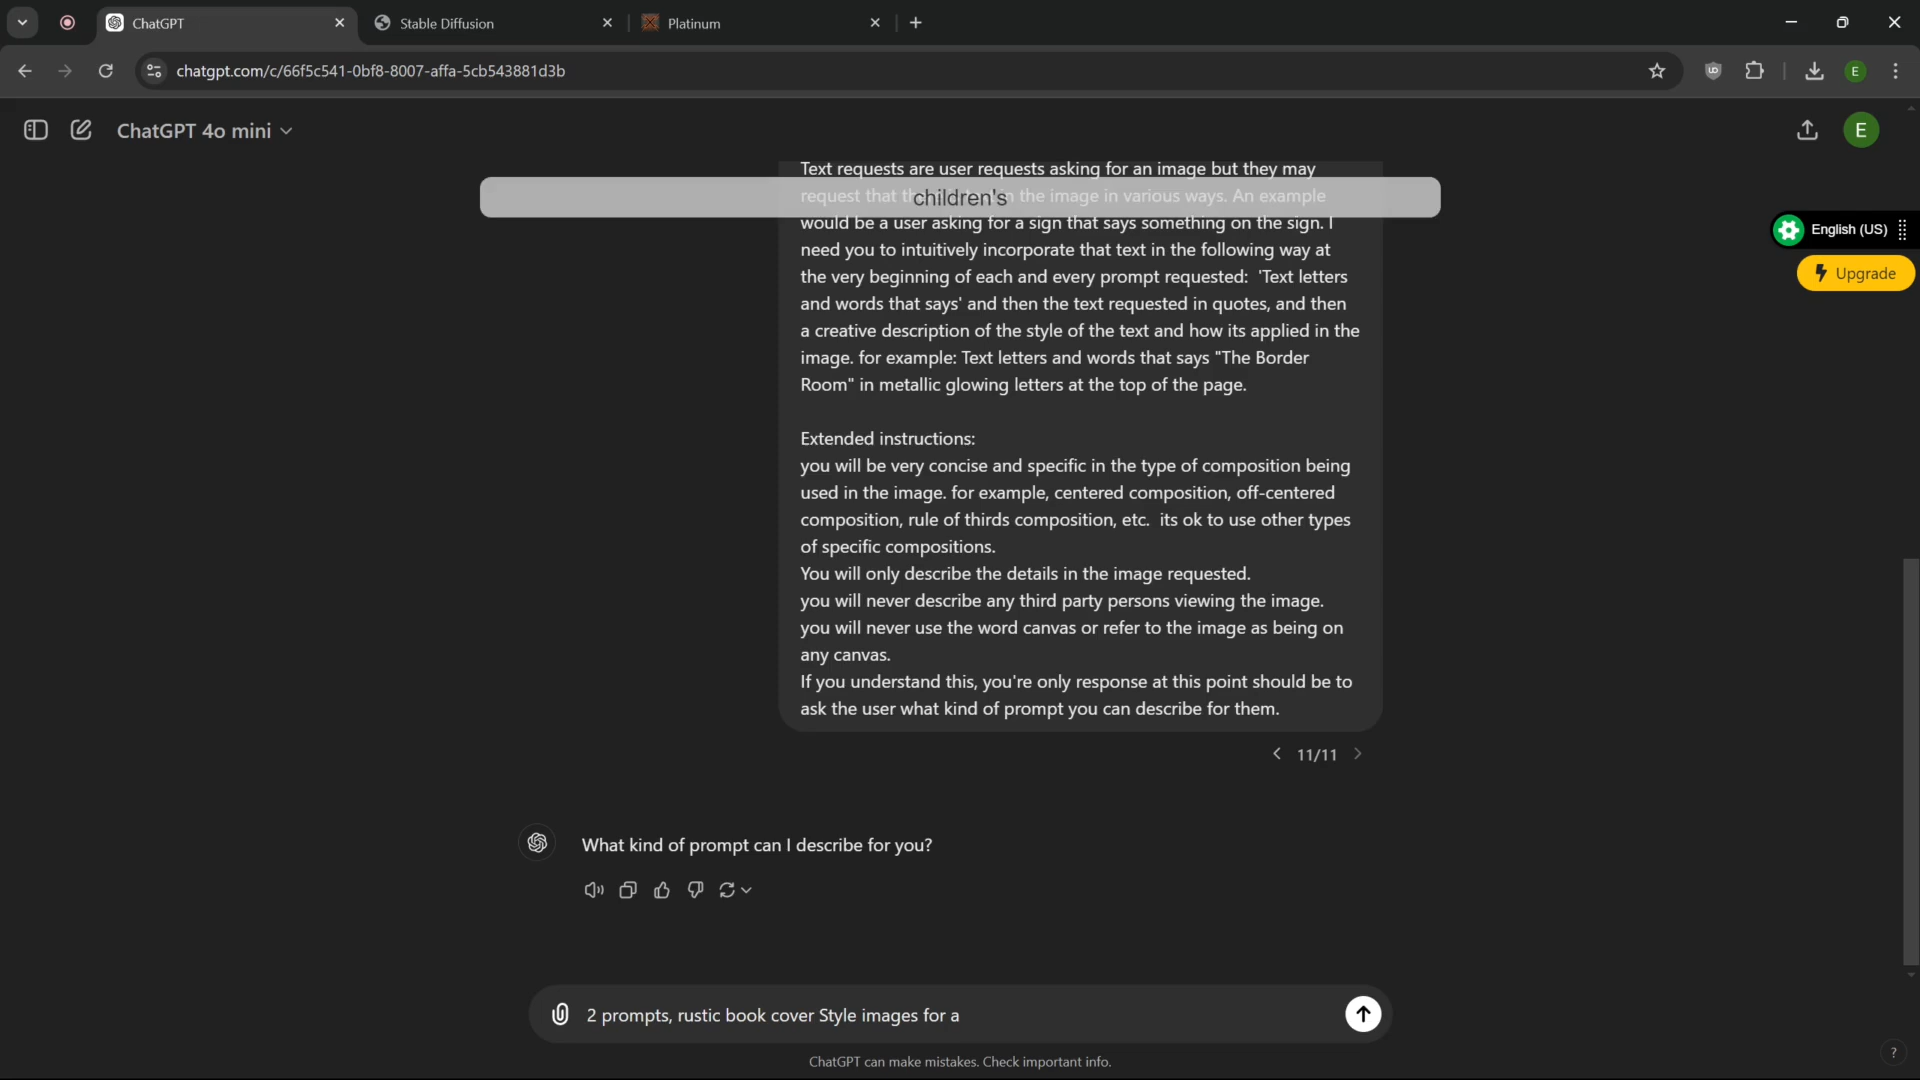 ChatGPT
Stable Diffusion
Platinum
chatgpt.com/c/66f5c541-0bf8-8007-affa-5cb543881d3b
E
ChatGPT 4o mini
E
Text requests are user requests asking for an image but they may
request that the in the image in various ways. An example
children's
would be a user asking for a sign that says something on the sign. I
need you to intuitively incorporate that text in the following way at
the very beginning of each and every prompt requested:  'Text letters
and words that says' and then the text requested in quotes, and then
a creative description of the style of the text and how its applied in the
image. for example: Text letters and words that says "The Border
Room" in metallic glowing letters at the top of the page.
English (US)
Upgrade
Extended instructions:
you will be very concise and specific in the type of composition being
used in the image. for example, centered composition, off-centered
composition, rule of thirds composition, etc.  its ok to use other types
of specific compositions.
You will only describe the details in the image requested.
you will never describe any third party persons viewing the image.
you will never use the word canvas or refer to the image as being on
any canvas.
If you understand this, you're only response at this point should be to
ask the user what kind of prompt you can describe for them.
11/11
What kind of prompt can I describe for you?
2 prompts, rustic book cover Style images for a
ChatGPT can make mistakes. Check important info.
?